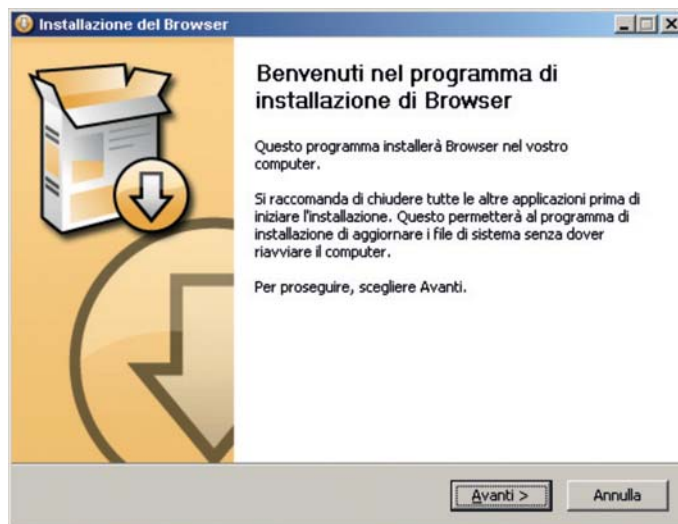 Installazione del Browser
Benvenuti nel programma di
installazione di Browser
Questo programma installerà Browser nel vostro
computer.
Si raccomanda di chiudere tutte le altre applicazioni prima di
iniziare l'installazione. Questo permetterà al programma di
installazione di aggiornare i file di sistema senza dover
riavviare il computer.
Per proseguire, scegliere Avanti.
Avanti >
Annulla